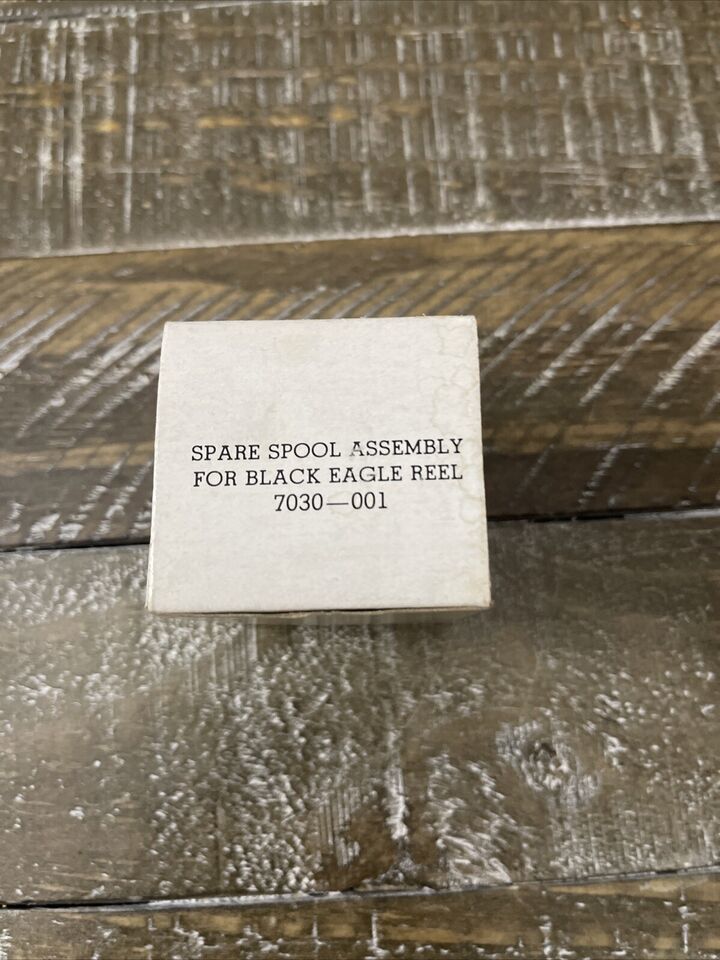 SPARE SPOOL ASSEMBLY
FOR BLACK EAGLE REEL
7030—001